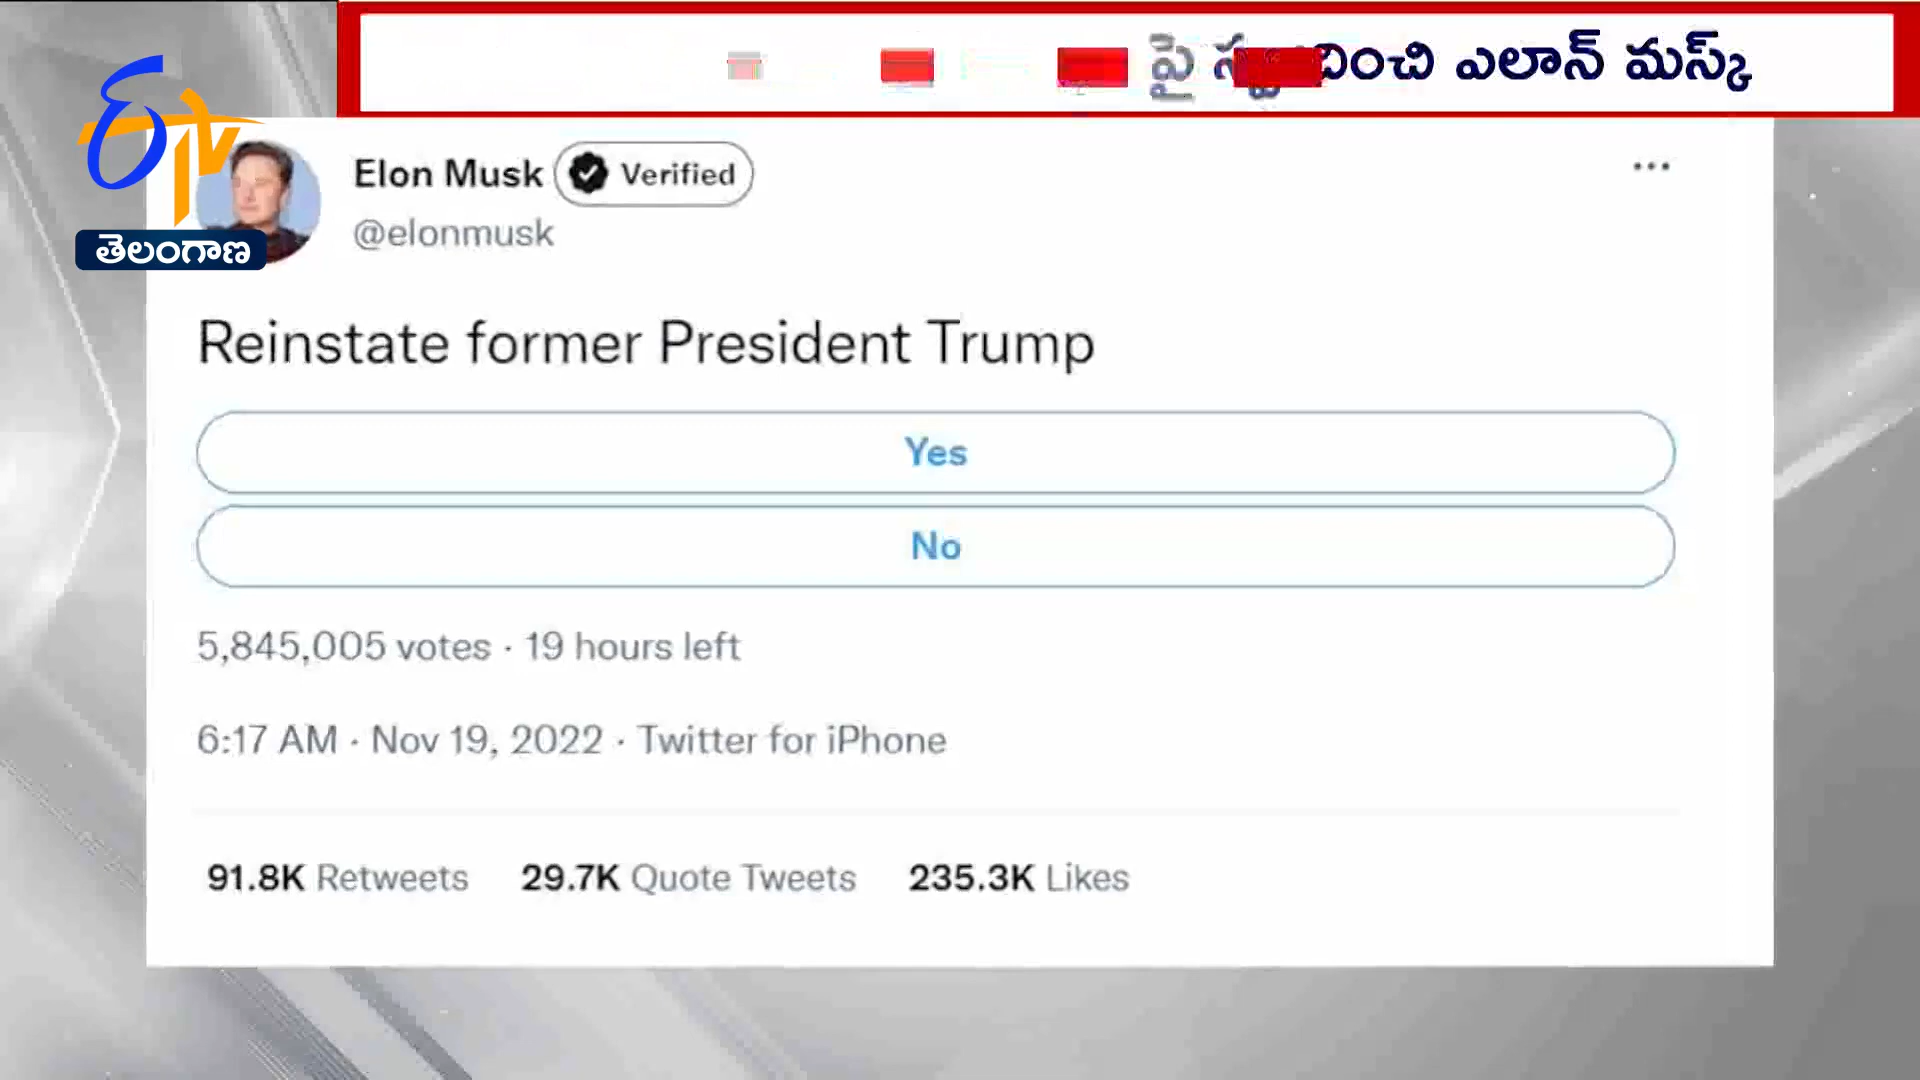 పై ఎలాన్ మస్క్
ETV
తెలంగాణ
Elon Musk Verified
@elonmusk
Reinstate former President Trump
Yes
No
5,845,005 votes · 19 hours left
6:17 AM · Nov 19, 2022 · Twitter for iPhone
91.8K Retweets 29.7K Quote Tweets 235.3K Likes